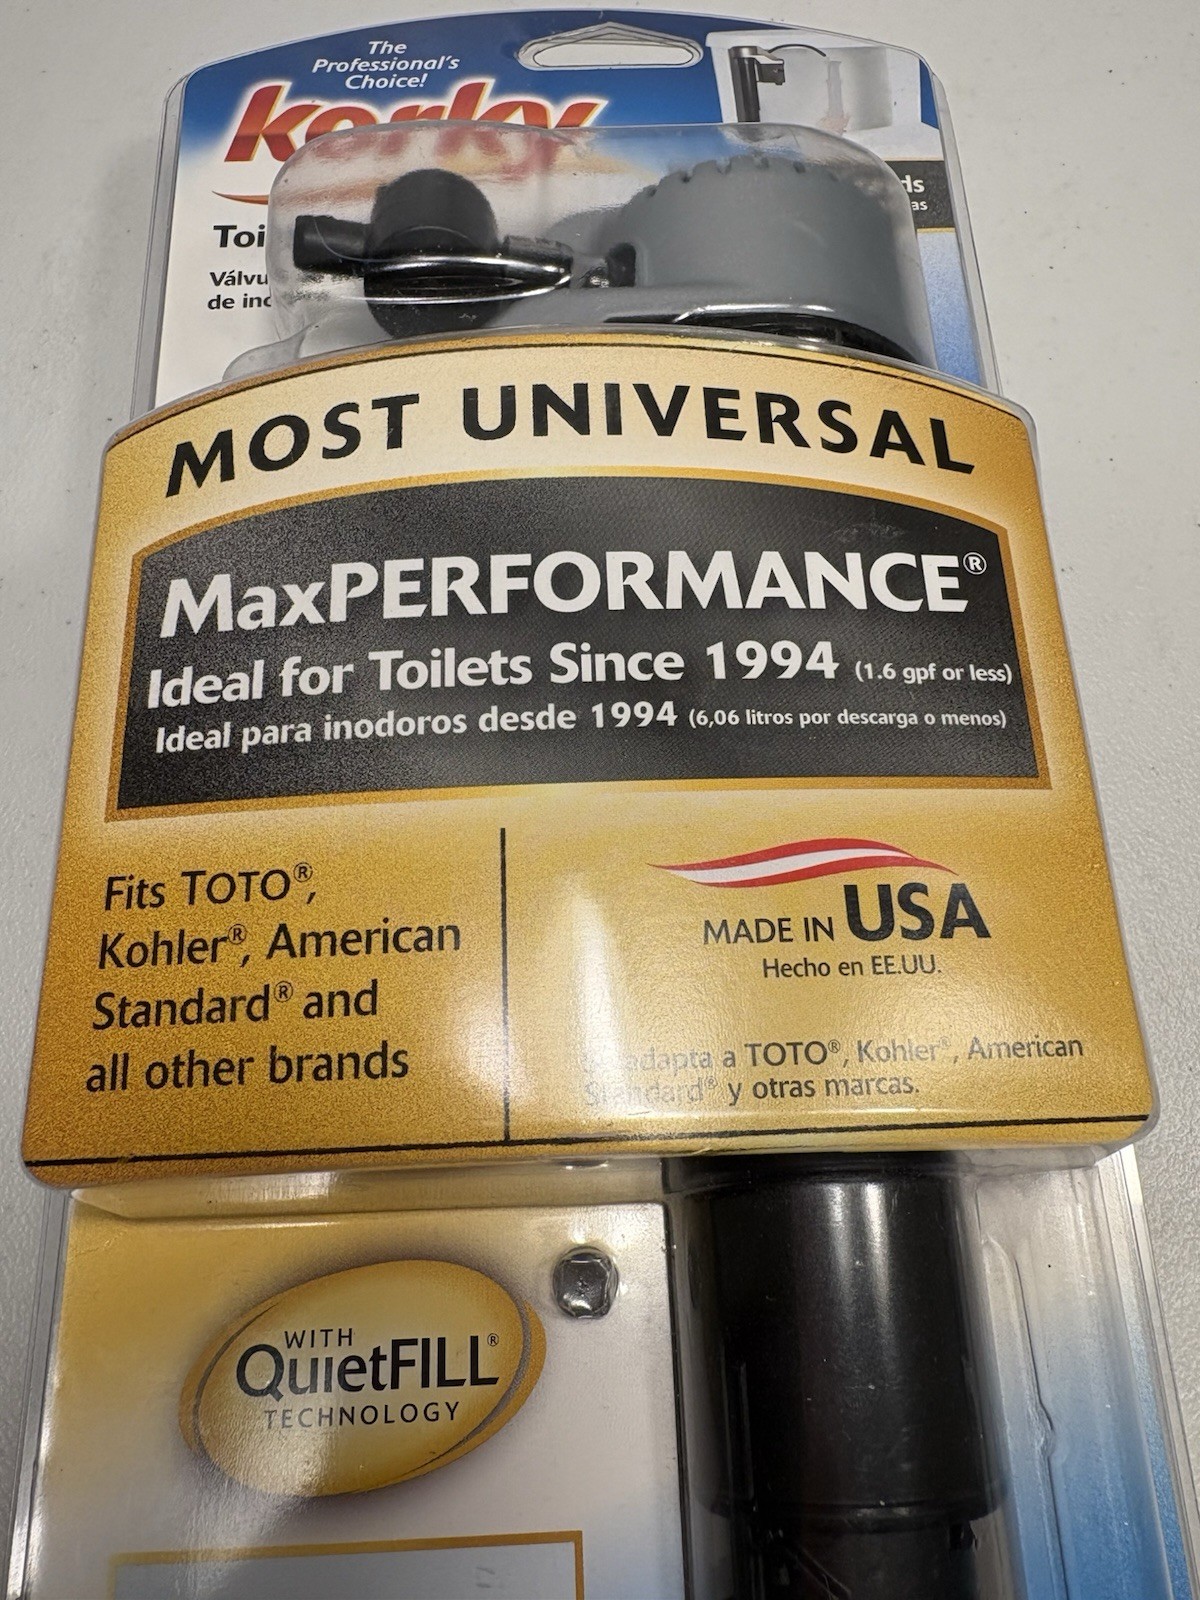 The
Professional's
Choice!
korky
MOST UNIVERSAL
MaxPERFORMANCE®
Ideal for Toilets Since 1994 (1.6 gpf or less)
Ideal para inodoros desde 1994 (6,06 litros por descarga o menos)
Fits TOTO®,
Kohler®, American
Standard® and
all other brands
MADE IN USA
Hecho en EE.UU.
adapta a TOTO®, Kohler®, American
Standard® y otras marcas.
WITH
QuietFILL®
TECHNOLOGY